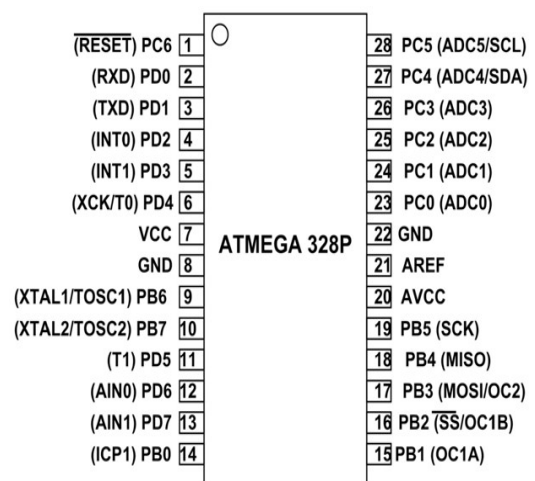 (RESET) PC6 1
(RXD) PD0 2
(TXD) PD1 3
(INT0) PD2 4
(INT1) PD3 5
(XCK/T0) PD4 6
VCC 7
GND 8
(XTAL1/TOSC1) PB6 9
(XTAL2/TOSC2) PB7 10
(T1) PD5 11
(AIN0) PD6 12
(AIN1) PD7 13
(ICP1) PB0 14
ATMEGA 328P
28 PC5 (ADC5/SCL)
27 PC4 (ADC4/SDA)
26 PC3 (ADC3)
25 PC2 (ADC2)
24 PC1 (ADC1)
23 PC0 (ADC0)
22 GND
21 AREF
20 AVCC
19 PB5 (SCK)
18 PB4 (MISO)
17 PB3 (MOSI/OC2)
16 PB2 (SS/OC1B)
15 PB1 (OC1A)